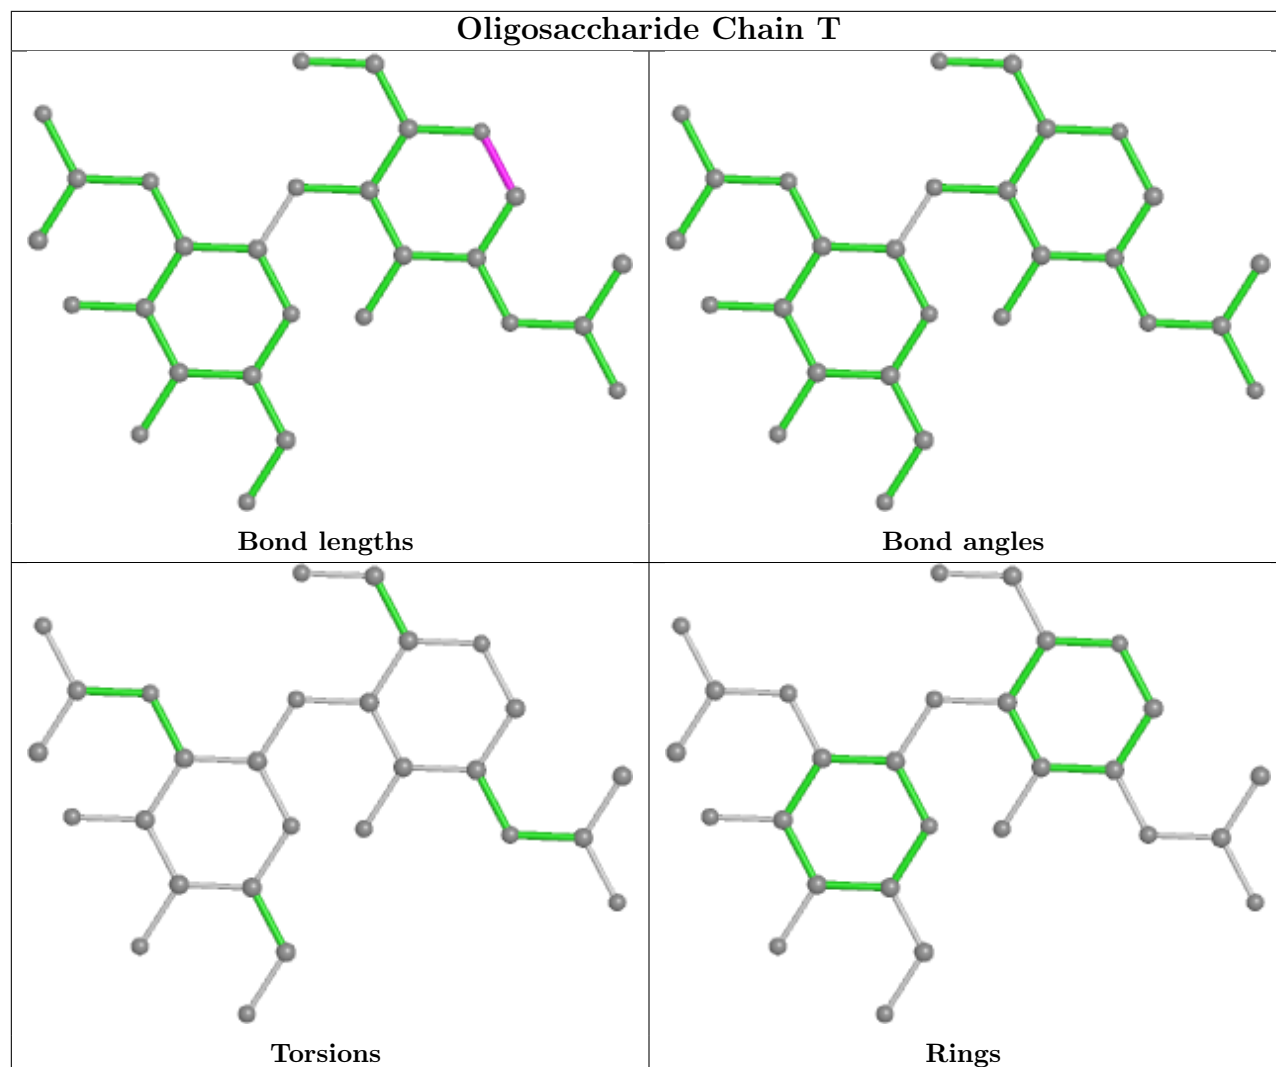 Oligosaccharide Chain T
Bond lengths
Bond angles
Torsions
Rings